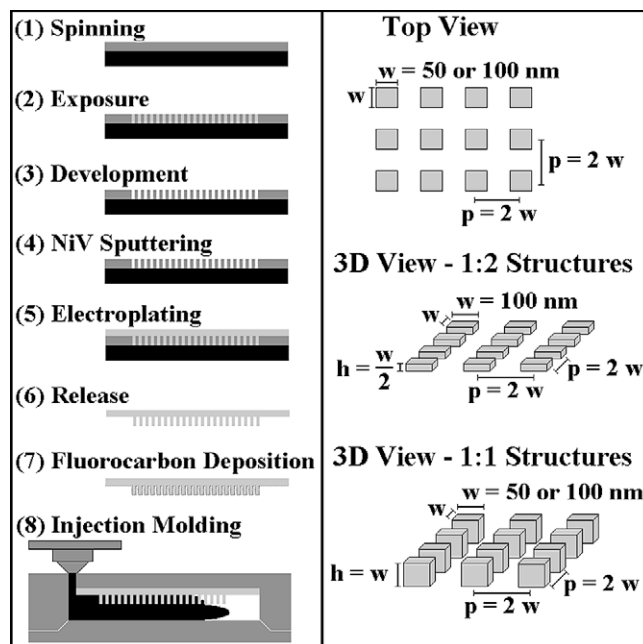 (1) Spinning
(2) Exposure
(3) Development
(4) NiV Sputtering
(5) Electroplating
(6) Release
(7) Fluorocarbon Deposition
(8) Injection Molding
Top View
w = 50 or 100 nm
w
p = 2 w
p = 2 w
3D View - 1:2 Structures
w = 100 nm
w
h = w/2
p = 2 w
p = 2 w
3D View - 1:1 Structures
w = 50 or 100 nm
w
h = w
p = 2 w
p = 2 w